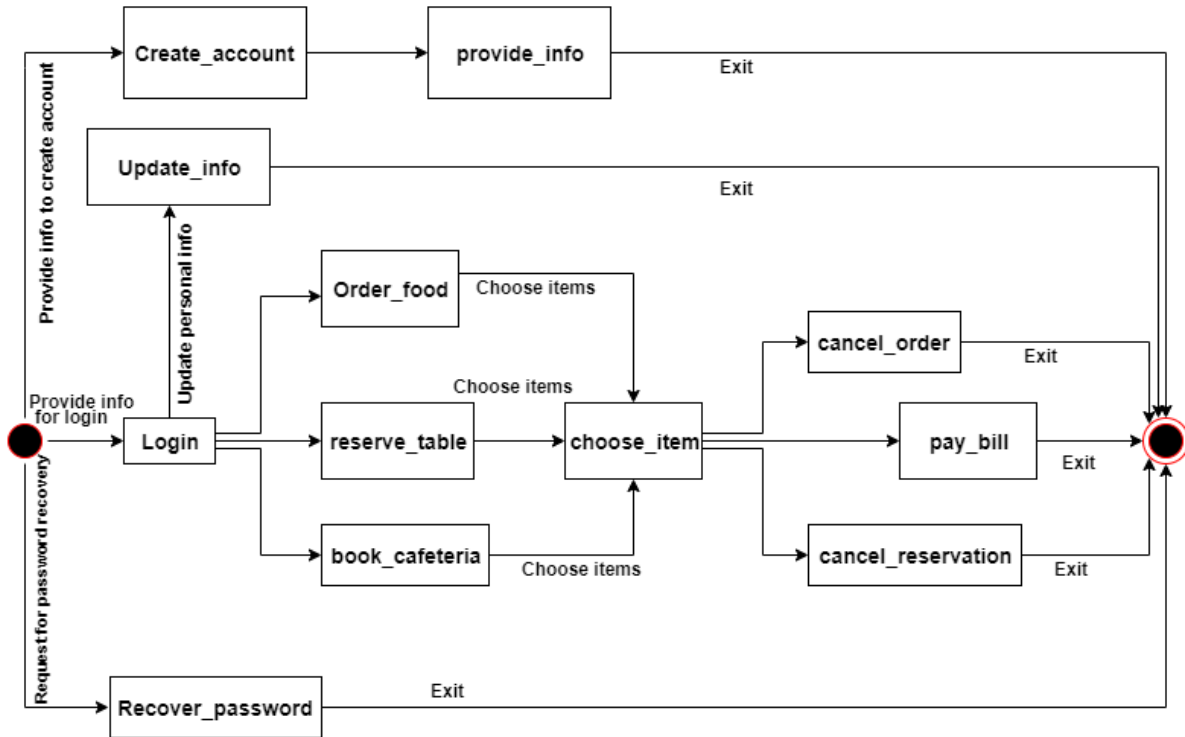 Create_account
provide_info
Exit
Provide info to create account
Update_info
Exit
Update personal info
Order_food
Choose items
cancel_order
Exit
Choose items
Provide info
for login
Login
reserve_table
choose_item
pay_bill
Exit
Request for password recovery
book_cafeteria
Choose items
cancel_reservation
Exit
Recover_password
Exit